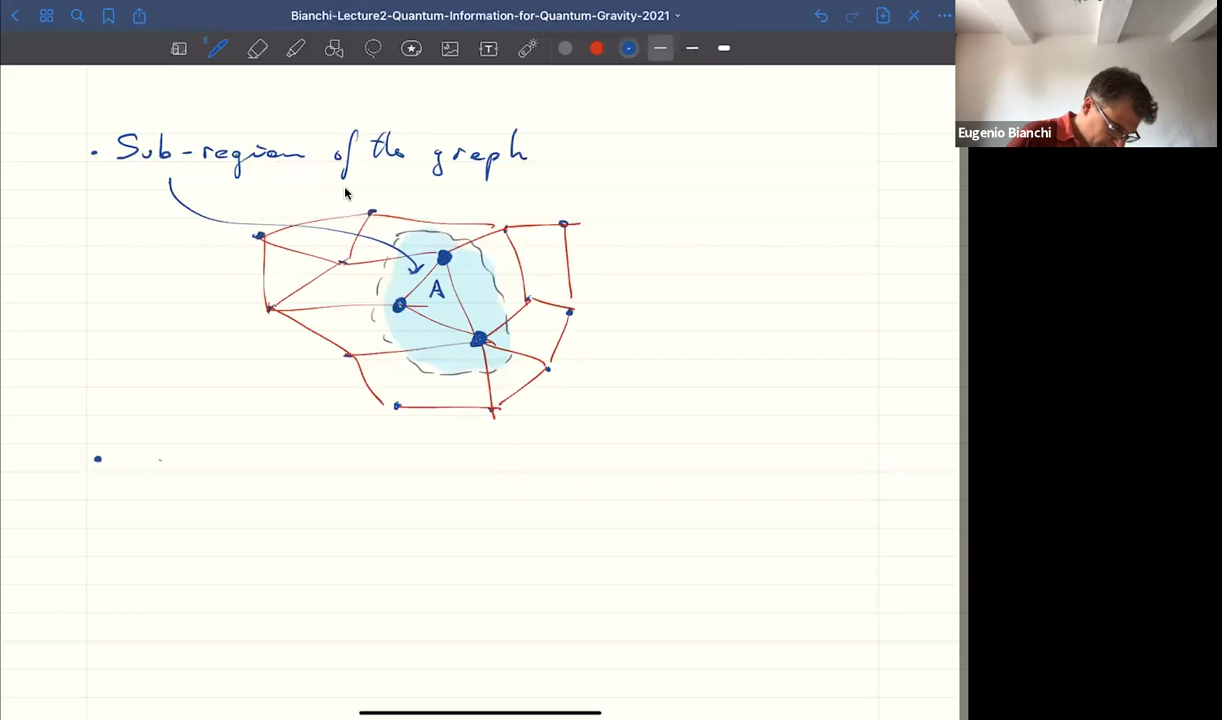 Bianchi-Lecture2-Quantum-Information-for-Quantum-Gravity-2021
T
Eugenio Bianchi
• Sub-region of the graph
A